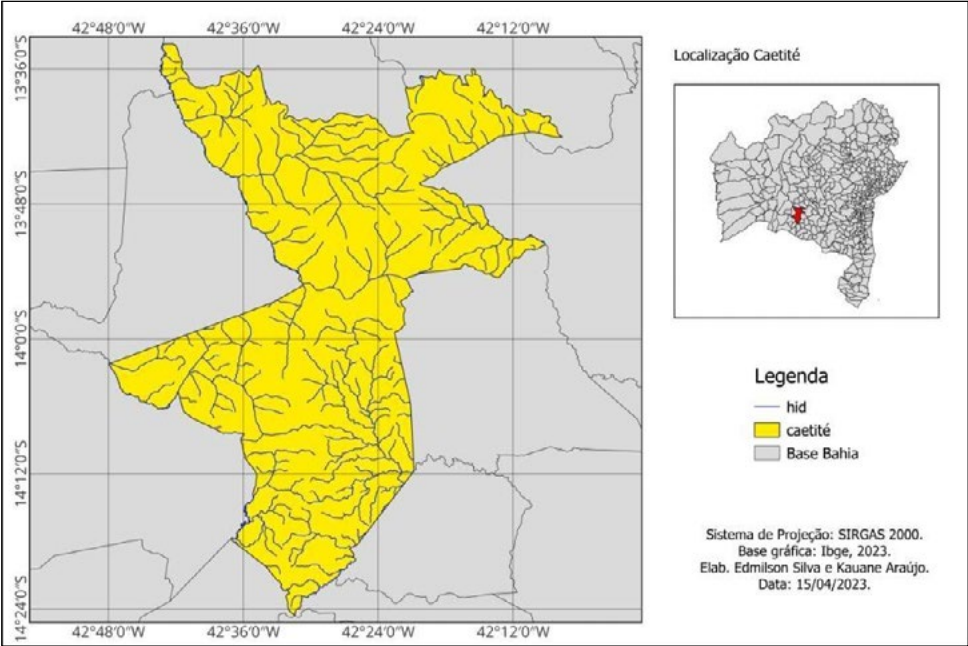 42°48'0"W 42°36'0"W 42°24'0"W 42°12'0"W
13°36'0"S
13°48'0"S
14°0'0"S
14°12'0"S
14°24'0"S
42°48'0"W 42°36'0"W 42°24'0"W 42°12'0"W
Localização Caetité
Legenda
hid
caetité
Base Bahia
Sistema de Projeção: SIRGAS 2000.
Base gráfica: Ibge, 2023.
Elab. Edmilson Silva e Kauane Araújo.
Data: 15/04/2023.